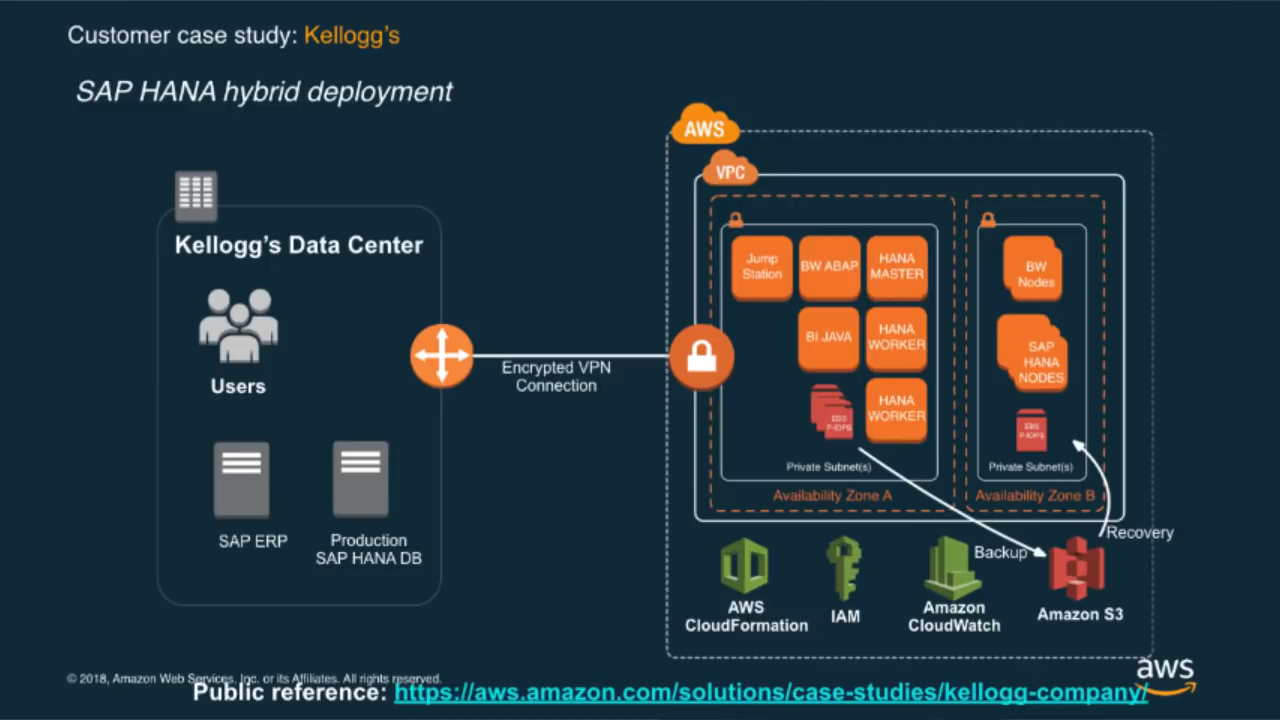 Customer case study: Kellogg's
SAP HANA hybrid deployment
AWS
VPC
Kellogg's Data Center
Users
SAP ERP
Production
SAP HANA DB
Encrypted VPN
Connection
Jump
Station
BW ABAP
HANA
MASTER
BI JAVA
HANA
WORKER
EBS
P-IOPS
HANA
WORKER
Private Subnet(s)
Availability Zone A
BW
Nodes
SAP
HANA
NODES
EBS
P-IOPS
Private Subnet(s)
Availability Zone B
Backup
Recovery
AWS
CloudFormation
IAM
Amazon
CloudWatch
Amazon S3
© 2018, Amazon Web Services, Inc. or its Affiliates. All rights reserved.
aws
Public reference: https://aws.amazon.com/solutions/case-studies/kellogg-company/